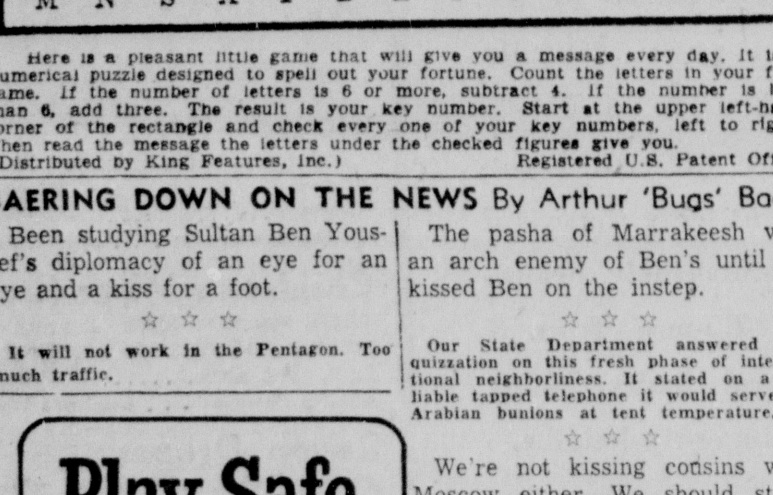 Here is a pleasant little game that will give you a message every day. It
umerical puzzle designed to spell out your fortune. Count the letters in your
ame. If the number of letters is 6 or more, subtract 4. If the number is
han 6, add three. The result is your key number. Start at the upper left-
orner of the rectangle and check every one of your key numbers, left to
hen read the message the letters under the checked figures give you.
Distributed by King Features, Inc.)
Registered U.S. Patent Off
AERING DOWN ON THE NEWS By Arthur 'Bugs' Ba
Been studying Sultan Ben Yous-
ef's diplomacy of an eye for an
ye and a kiss for a foot.
☆ ☆ ☆
It will not work in the Pentagon. Too
much traffic.
Play Safe
The pasha of Marrakeesh
an arch enemy of Ben's until
kissed Ben on the instep.
☆ ☆ ☆
Our State Department answered
quizzation on this fresh phase of inte
tional neighborliness. It stated on a
liable tapped telephone it would serve
Arabian bunions at tent temperature.
☆ ☆ ☆
We're not kissing cousins
Moscow either. We should